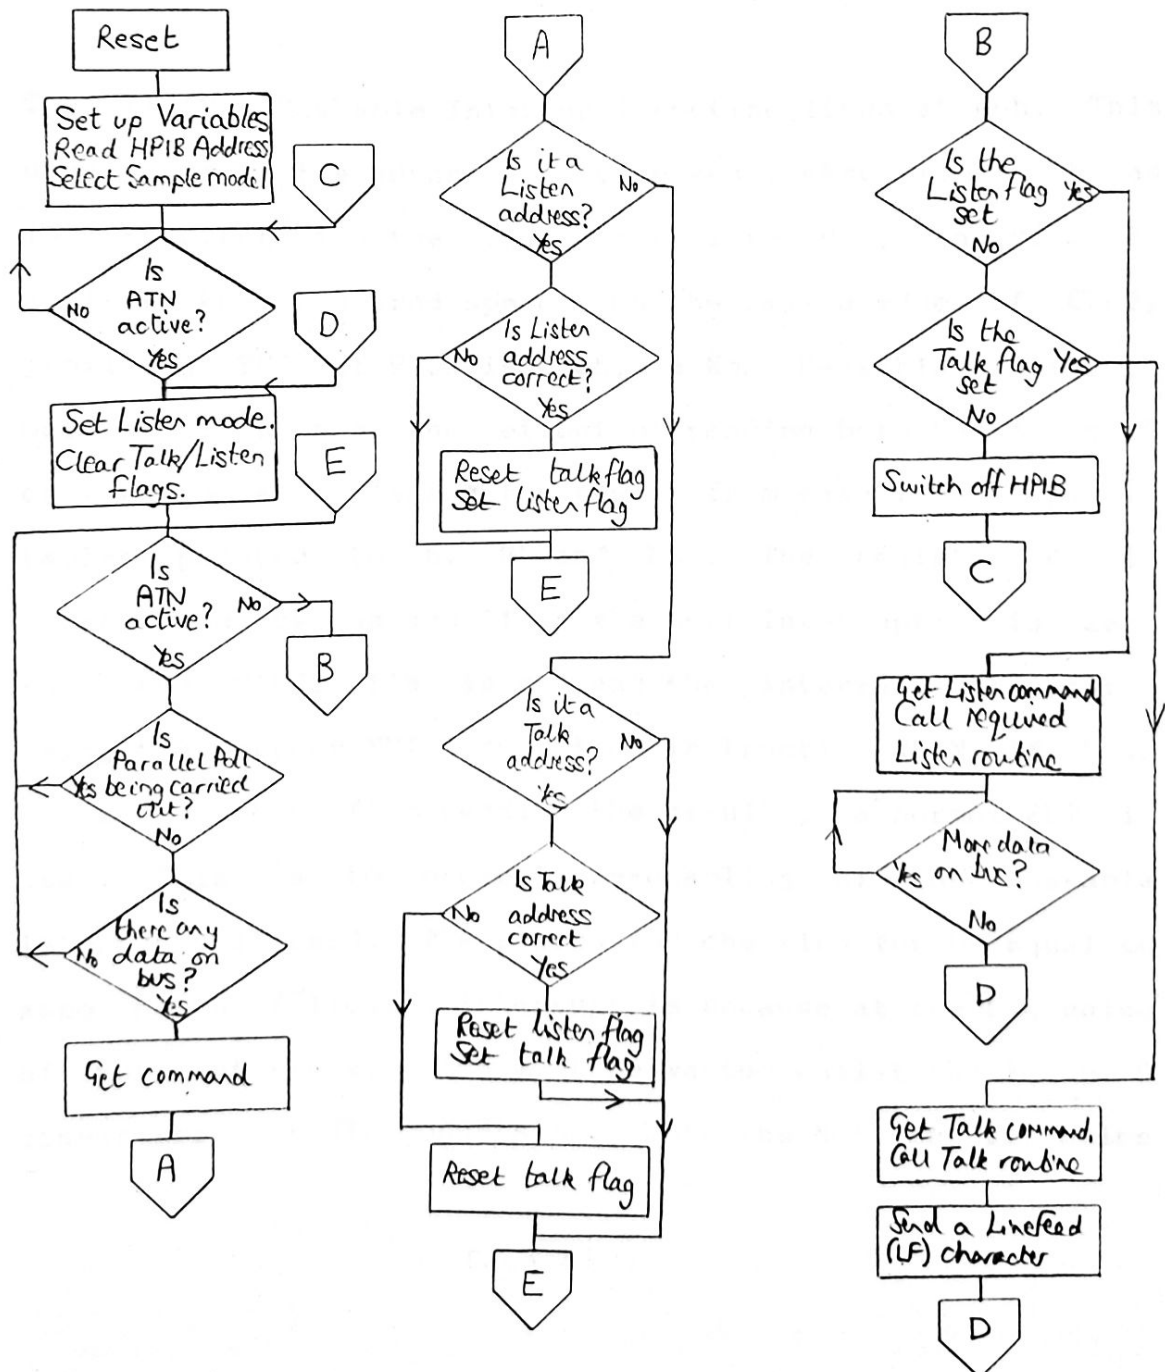 Reset
Set up Variables
Read HPIB Address
Select Sample model
C
Is
ATN
active?
No
Yes
D
Set Listen mode.
Clear Talk/Listen
flags.
E
Is
ATN
active?
No
Yes
B
Is
Parallel Poll
Yes being carried
out?
No
Is
there any
data on
No
bus?
Yes
Get command
A
A
Is it a
Listen
address?
No
Yes
Is Listen
No
address
correct?
Yes
Reset talk flag
Set listen flag
E
Is it a
Talk
address?
No
Yes
Is Talk
No
address
correct
Yes
Reset listen flag
Set talk flag
Reset talk flag
E
B
Is the
Listen flag
Yes
set
No
Is the
Talk flag
Yes
set
No
Switch off HPIB
C
Get Listen command
Call required
Listen routine
More data
Yes on bus?
No
D
Get Talk command.
Call Talk routine
Send a Linefeed
(LF) character
D